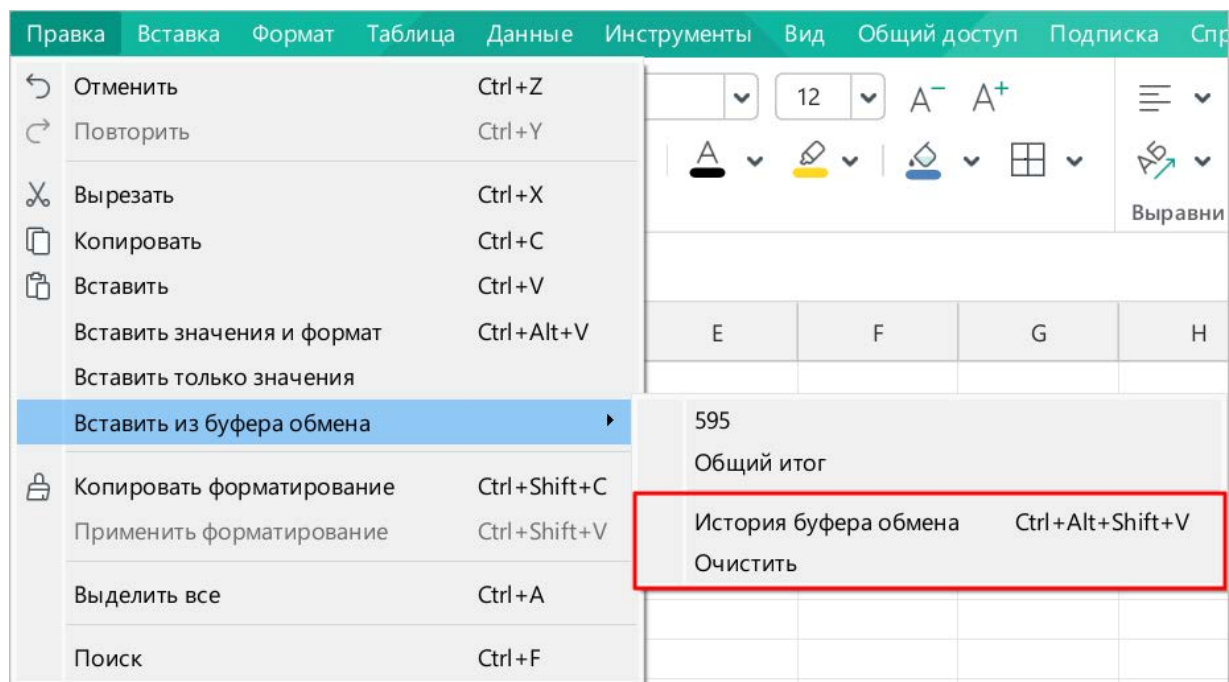 Правка Вставка Формат Таблица Данные Инструменты Вид Общий доступ Подписка
Отменить Ctrl+Z
Повторить Ctrl+Y
Вырезать Ctrl+X
Копировать Ctrl+C
Вставить Ctrl+V
Вставить значения и формат Ctrl+Alt+V
Вставить только значения
Вставить из буфера обмена
Копировать форматирование Ctrl+Shift+C
Применить форматирование Ctrl+Shift+V
Выделить все Ctrl+A
Поиск Ctrl+F
12 A− A+
A Ab
Выравни
E F G H
595
Общий итог
История буфера обмена Ctrl+Alt+Shift+V
Очистить